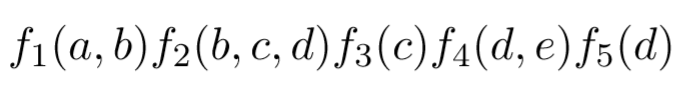 f₁(a, b)f₂(b, c, d)f₃(c)f₄(d, e)f₅(d)